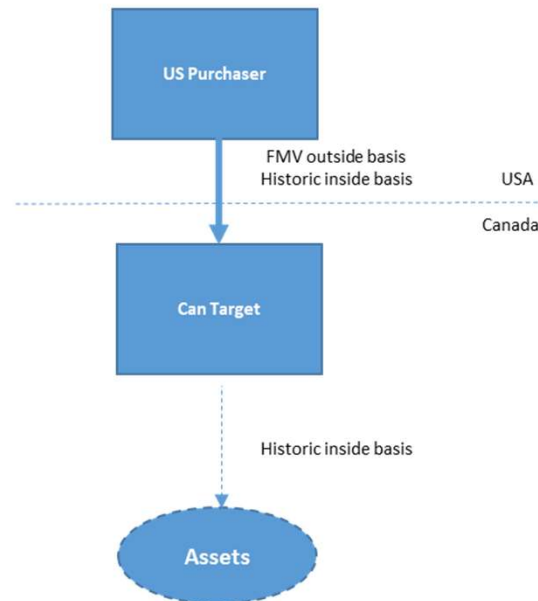 US Purchaser
FMV outside basis
Historic inside basis
USA
Canada
Can Target
Historic inside basis
Assets